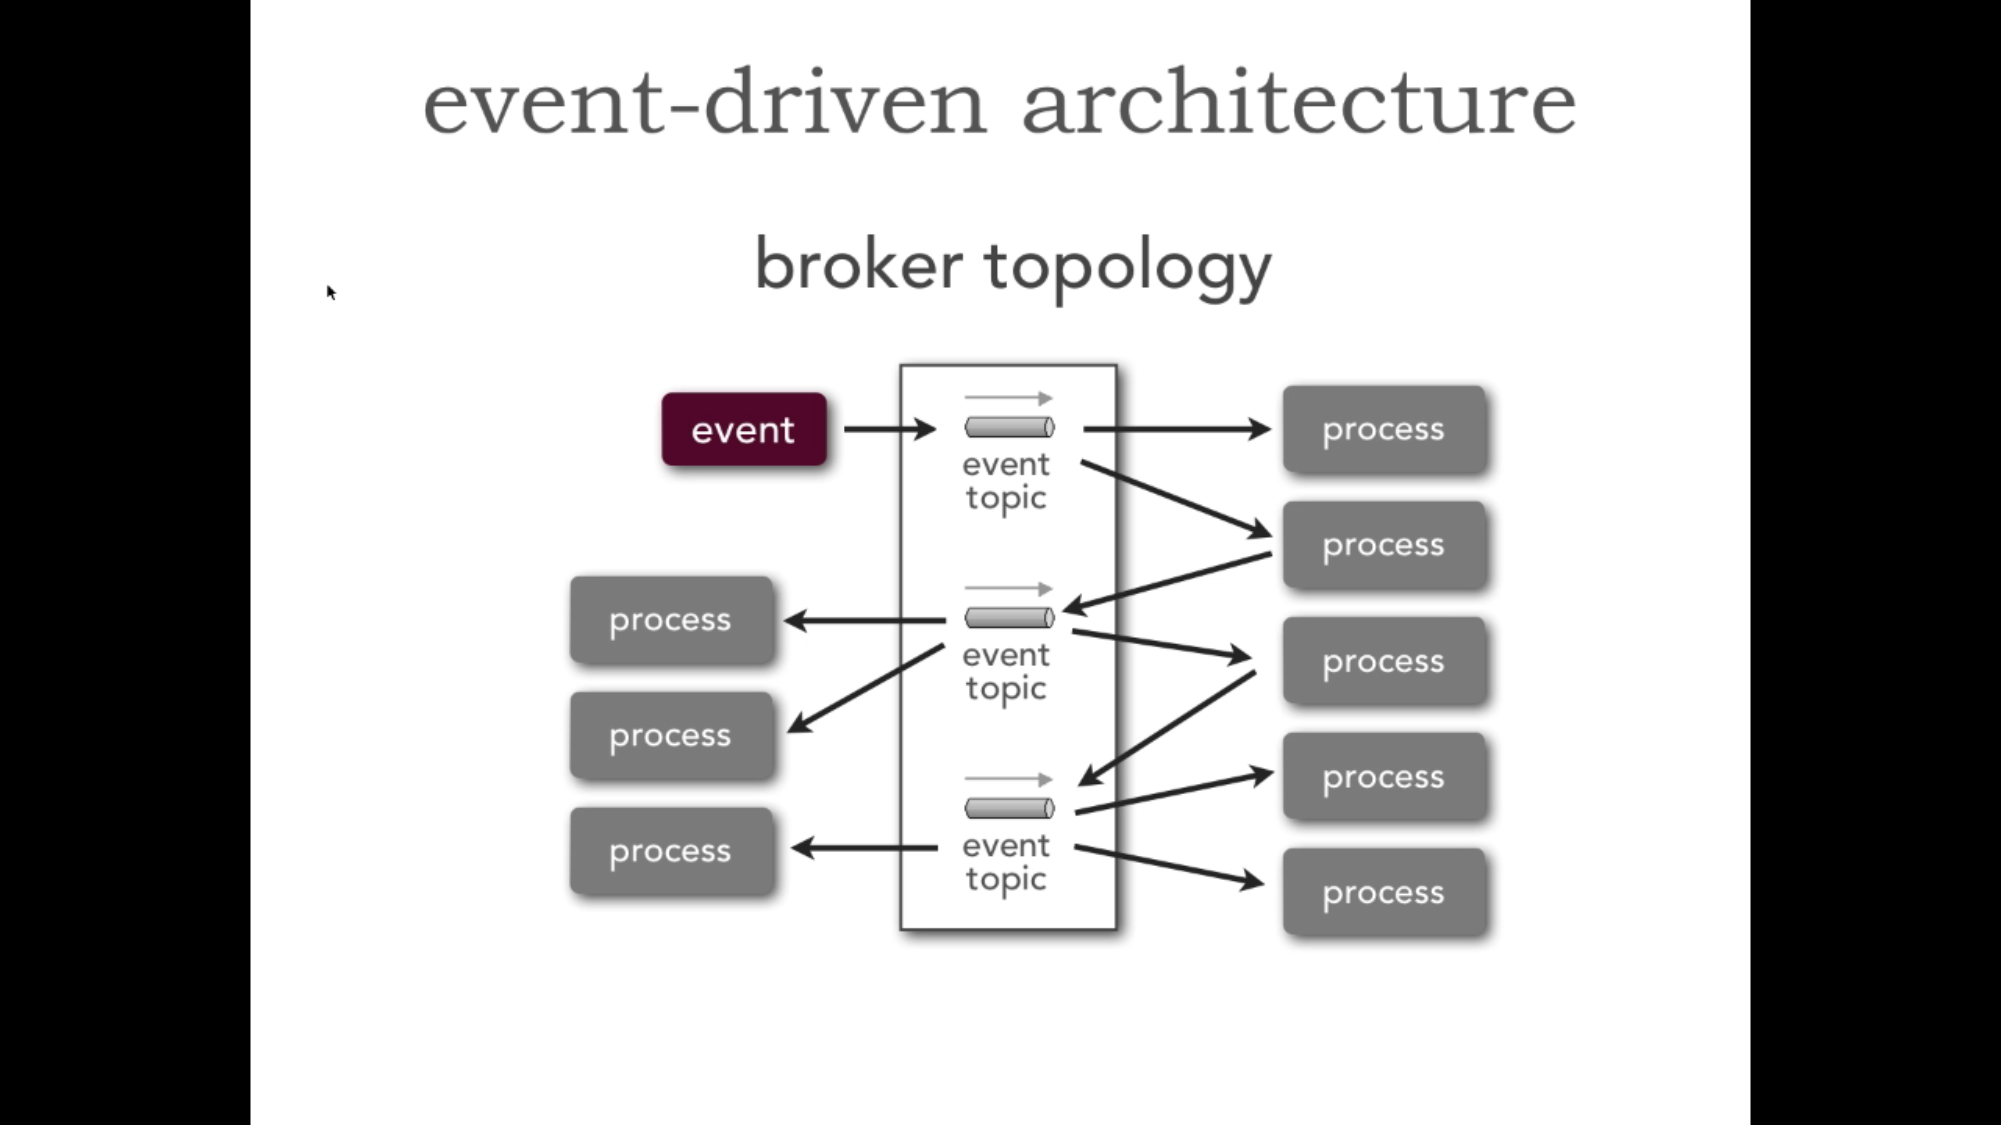 event-driven architecture
broker topology
event
event
topic
process
process
process
event
topic
process
process
process
event
topic
process
process